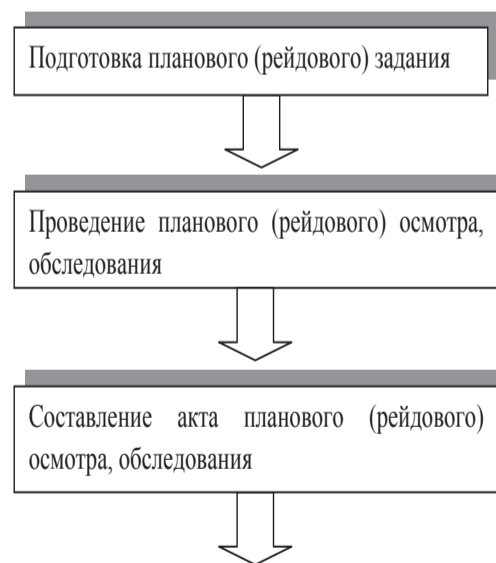 Подготовка планового (рейдового) задания
Проведение планового (рейдового) осмотра,
обследования
Составление акта планового (рейдового)
осмотра, обследования